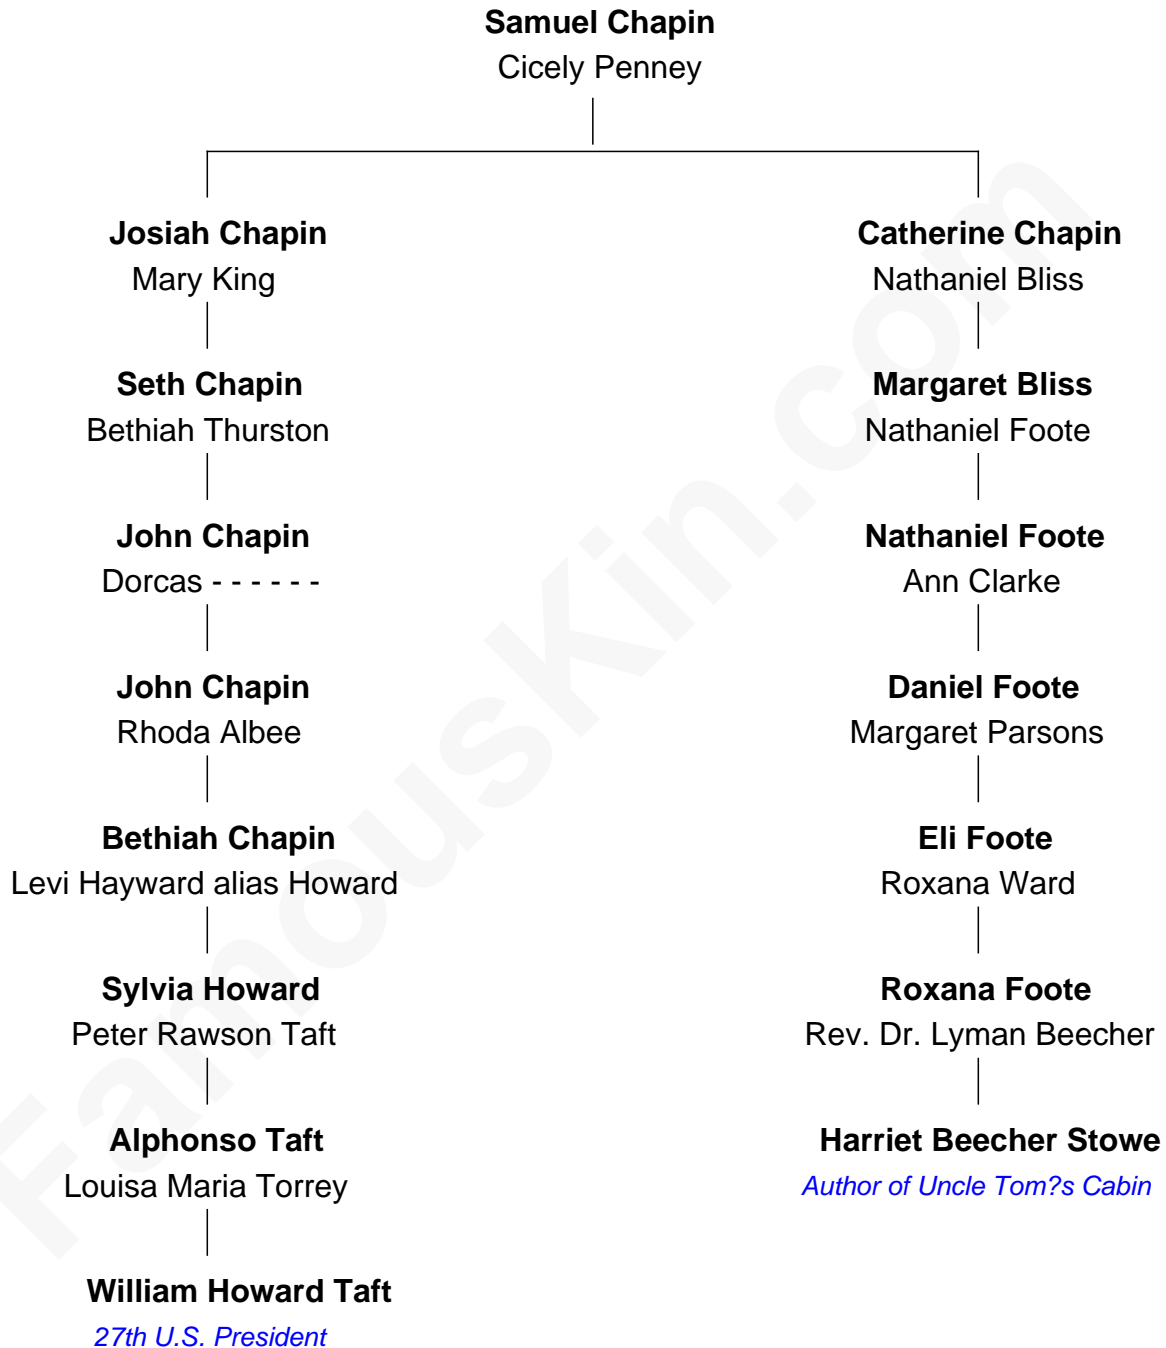 Samuel Chapin
Cicely Penney
Josiah Chapin
Mary King
Catherine Chapin
Nathaniel Bliss
Seth Chapin
Bethiah Thurston
Margaret Bliss
Nathaniel Foote
John Chapin
Dorcas - - - - - -
Nathaniel Foote
Ann Clarke
John Chapin
Rhoda Albee
Daniel Foote
Margaret Parsons
Bethiah Chapin
Levi Hayward alias Howard
Eli Foote
Roxana Ward
Sylvia Howard
Peter Rawson Taft
Roxana Foote
Rev. Dr. Lyman Beecher
Alphonso Taft
Louisa Maria Torrey
Harriet Beecher Stowe
Author of Uncle Tom?s Cabin
William Howard Taft
27th U.S. President
FamousKin.com